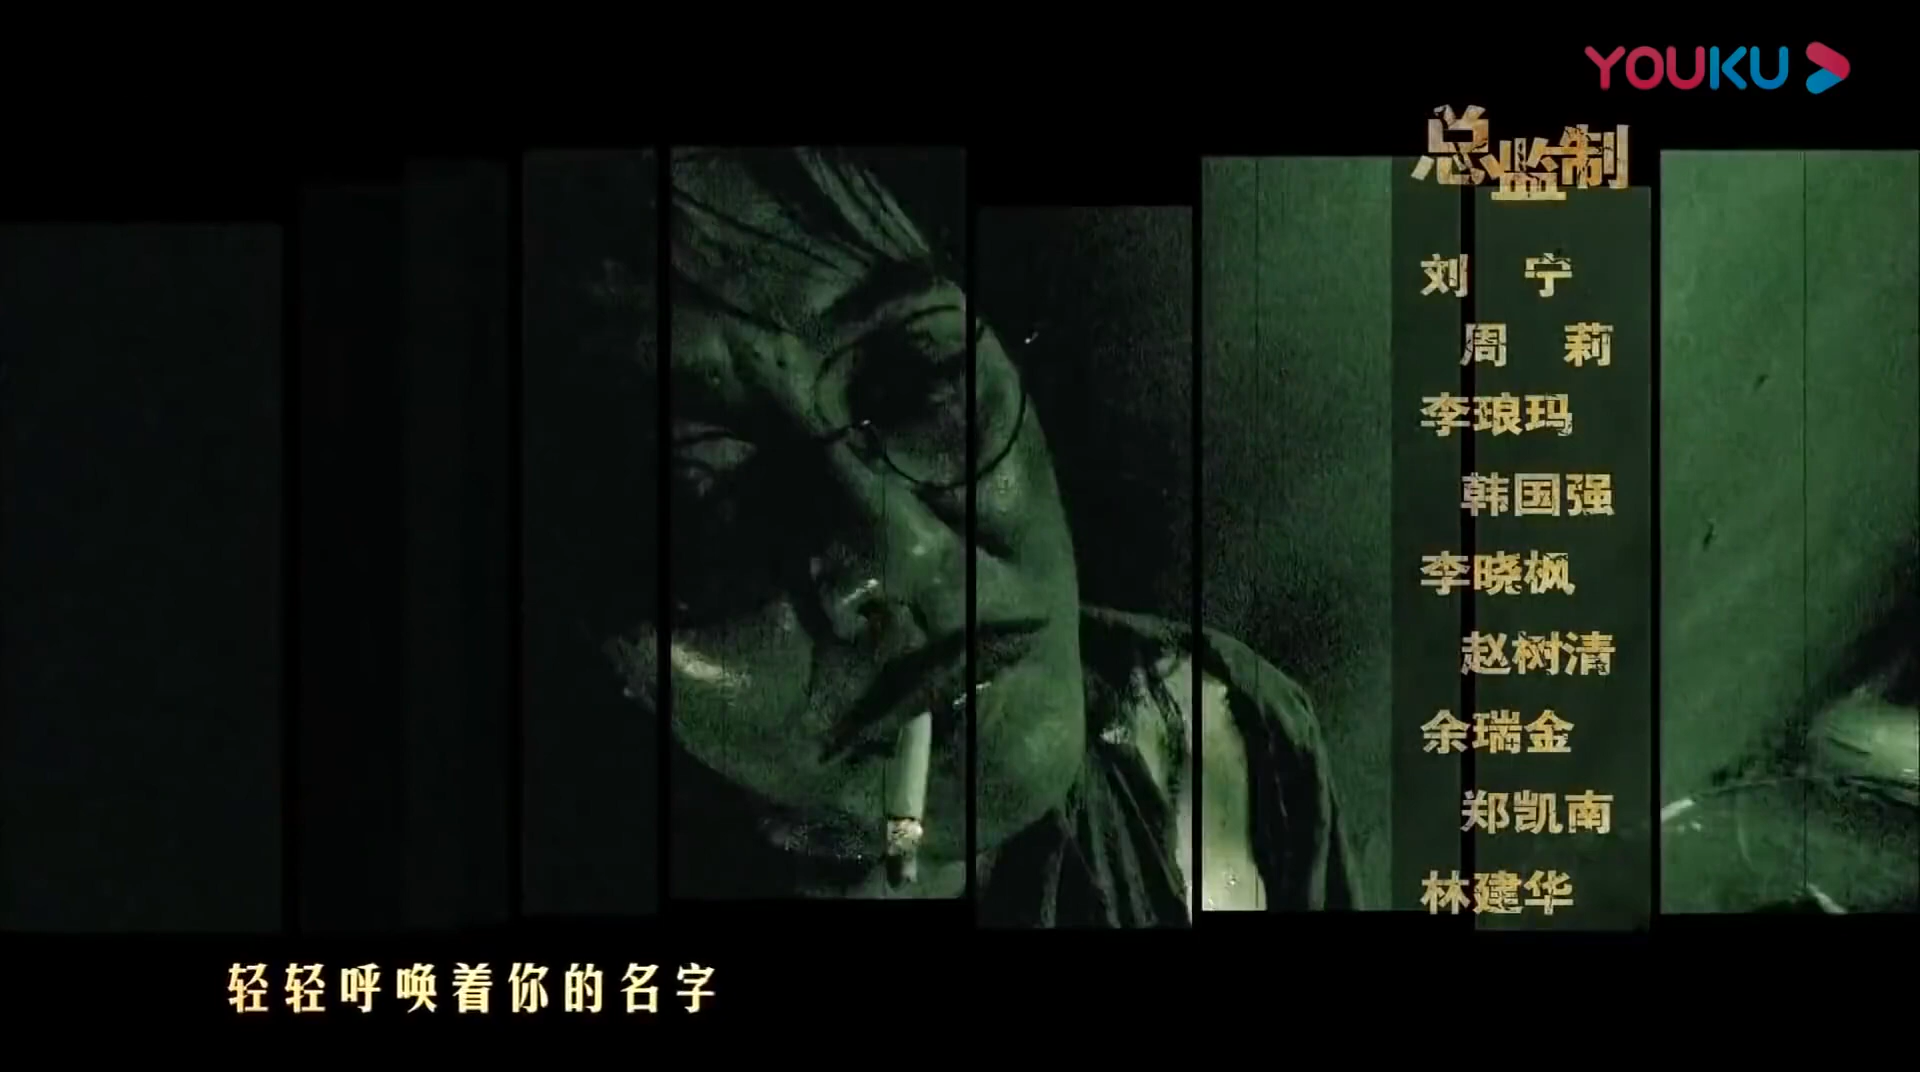 YOUKU
总监制
刘 宁
周 莉
李琅玛
韩国强
李晓枫
赵树清
余瑞金
郑凯南
林建华
轻轻呼唤着你的名字